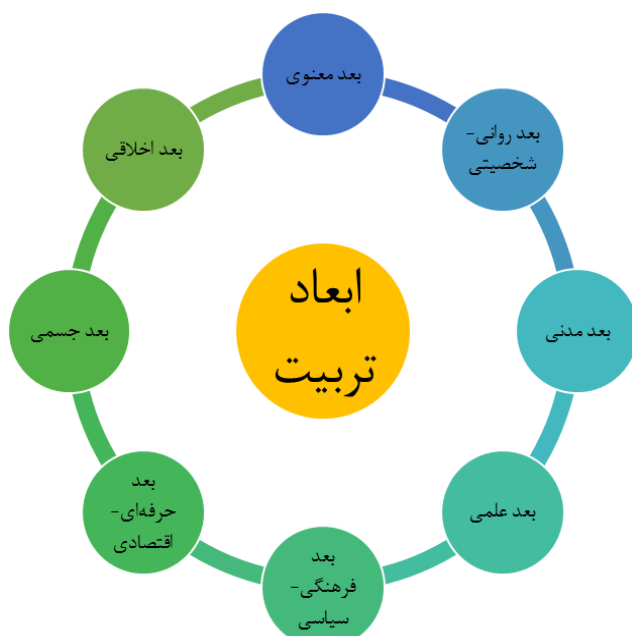 ابعاد
تربیت
بعد معنوی
بعد روانی-
شخصیتی
بعد مدنی
بعد علمی
بعد
فرهنگی-
سیاسی
بعد
حرفه‌ای-
اقتصادی
بعد جسمی
بعد اخلاقی